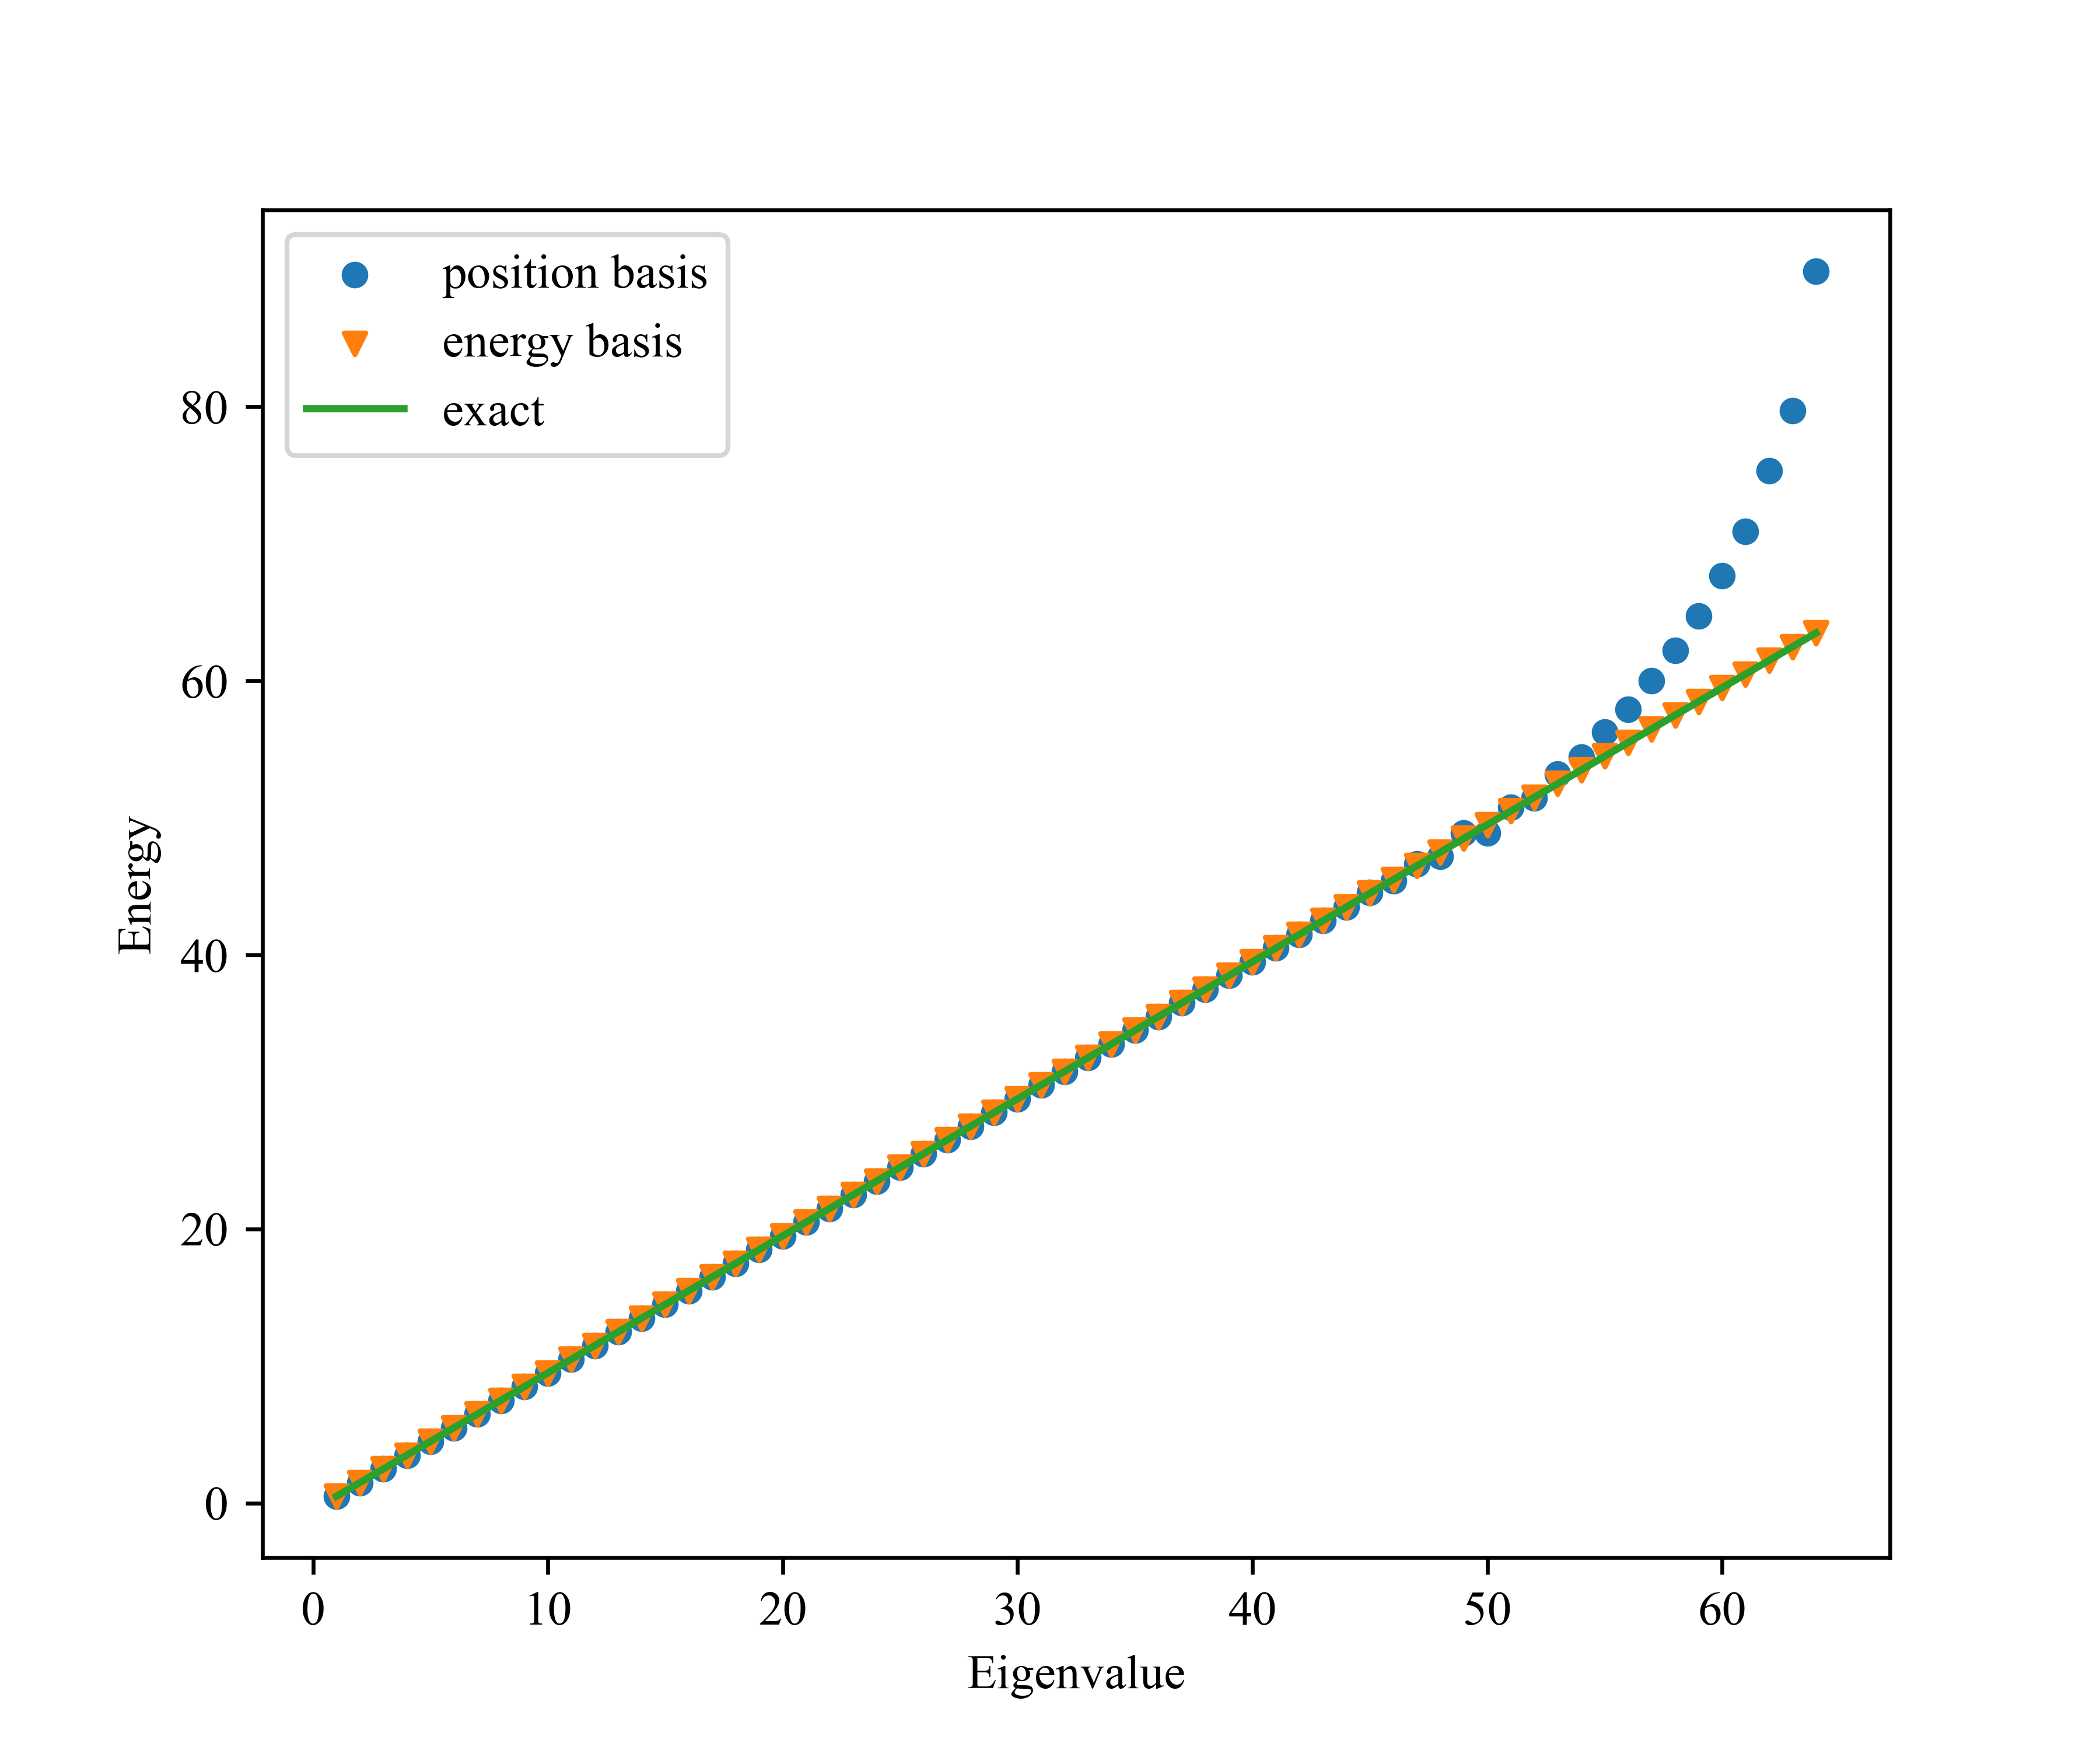 position basis
energy basis
exact
Energy
80
60
40
20
0
0 10 20 30 40 50 60
Eigenvalue